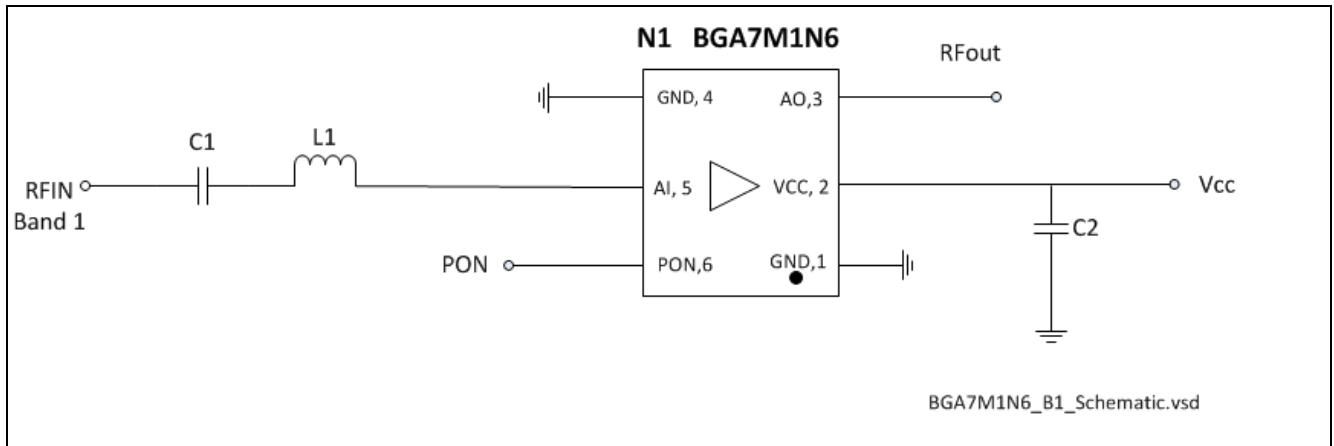 N1 BGA7M1N6
RFout
GND, 4
AO,3
C1
L1
RFIN
Band 1
AI, 5
VCC, 2
Vcc
C2
PON
PON,6
GND,1
BGA7M1N6_B1_Schematic.vsd